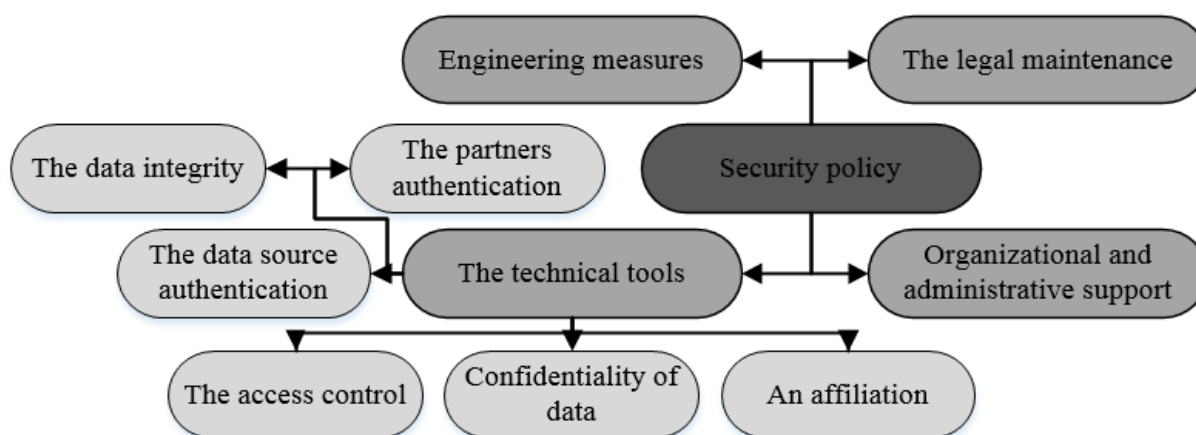 Engineering measures
The legal maintenance
The data integrity
The partners
authentication
Security policy
The data source
authentication
The technical tools
Organizational and
administrative support
The access control
Confidentiality of
data
An affiliation